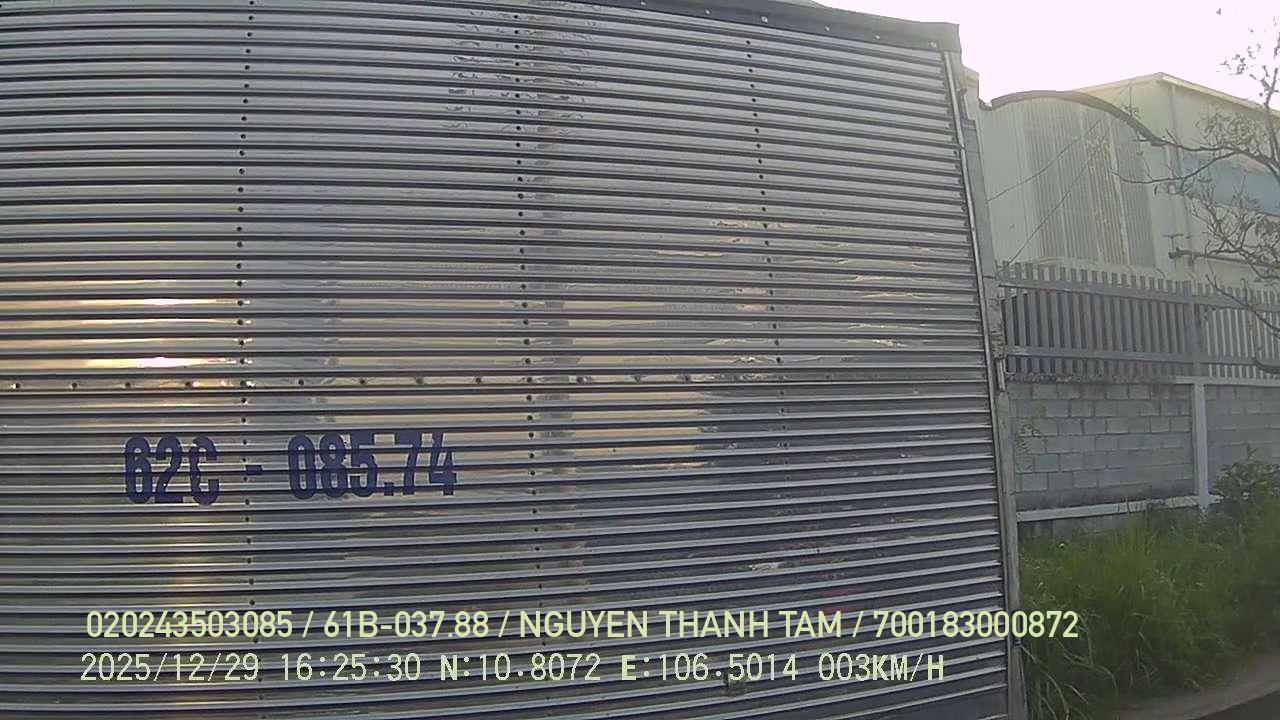 62C - 085.74
020243503085 / 61B-037.88 / NGUYEN THANH TAM / 700183000872
2025/12/29 16:25:30 N:10.8072 E:106.5014 003KM/H